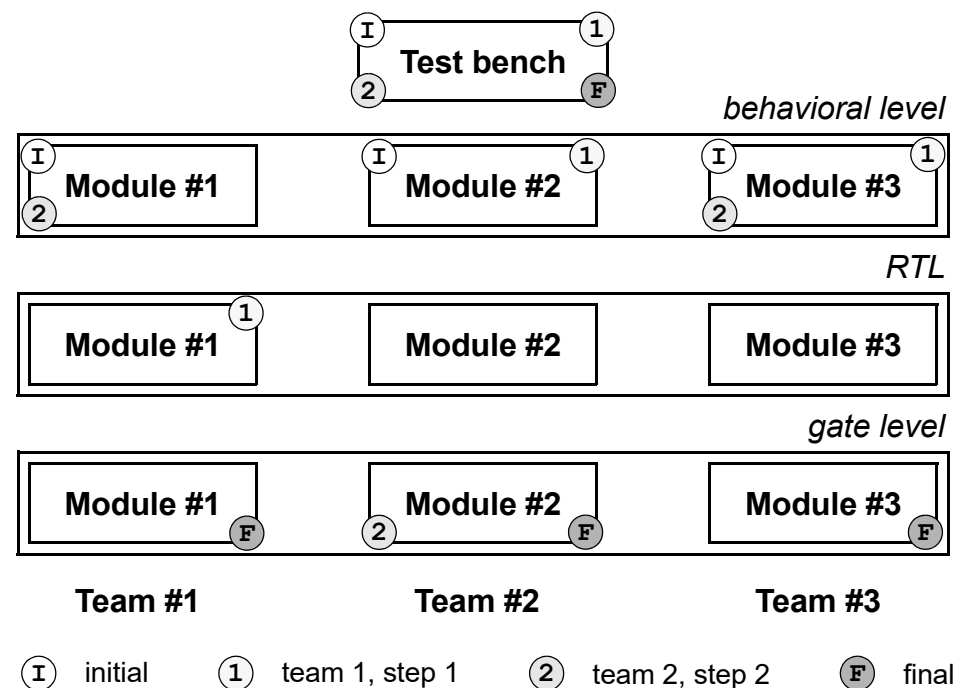 I 1
Test bench
2 F
behavioral level
I I 1 I 1
Module #1 Module #2 Module #3
2 2
RTL
1
Module #1 Module #2 Module #3
gate level
Module #1 Module #2 Module #3
F 2 F F
Team #1 Team #2 Team #3
I initial 1 team 1, step 1 2 team 2, step 2 F final